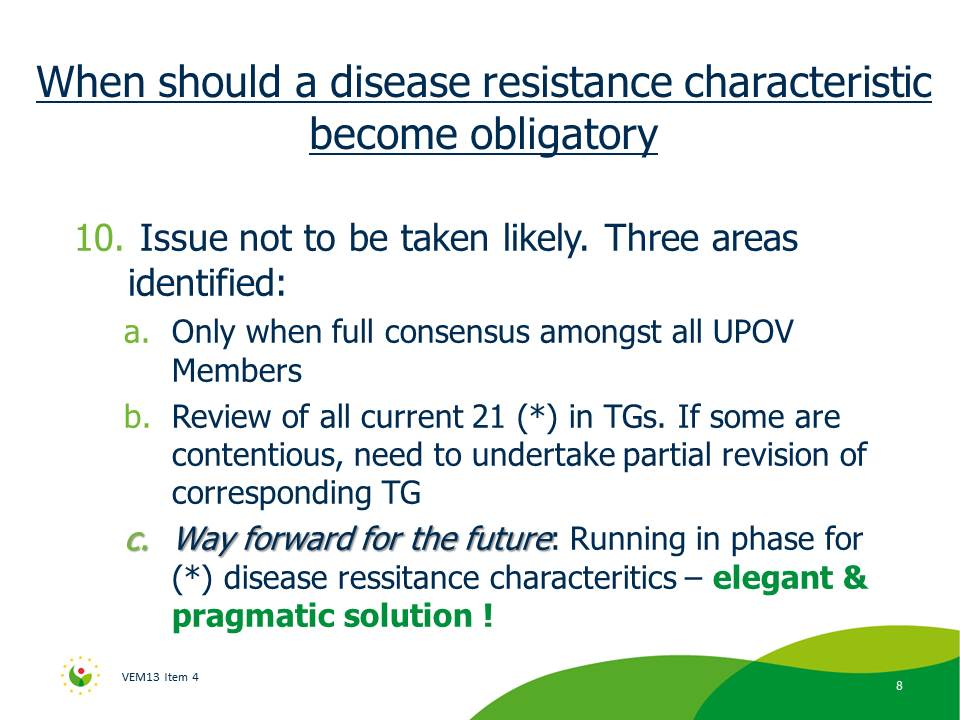 When should a disease resistance characteristic
become obligatory
10. Issue not to be taken likely. Three areas
identified:
a. Only when full consensus amongst all UPOV
Members
b. Review of all current 21 (*) in TGs. If some are
contentious, need to undertake partial revision of
corresponding TG
c. Way forward for the future: Running in phase for
(*) disease ressitance characteritics – elegant &
pragmatic solution !
VEM13 Item 4
8